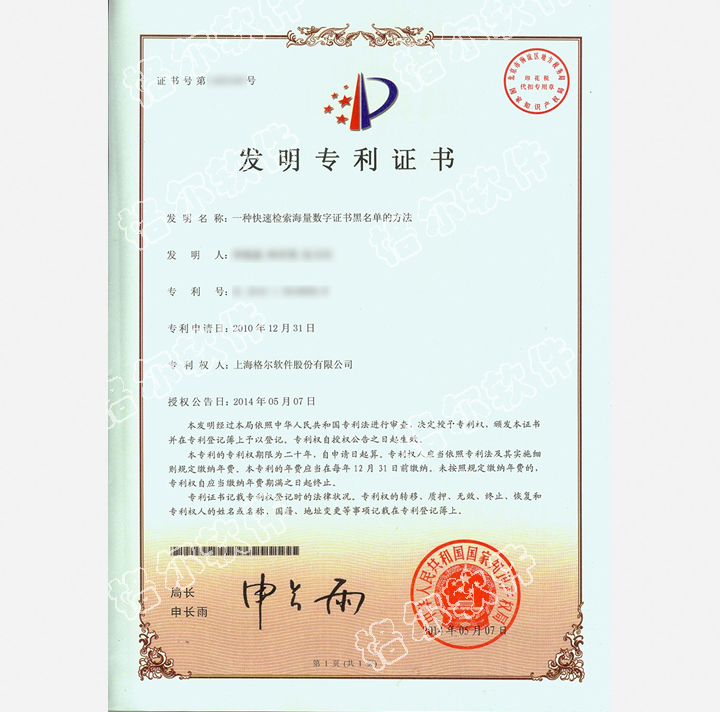 证书号第 号
北京市海淀区地方税务局
印花税
代扣专用章
国家知识产权局
发明专利证书
发明名称：一种快速检索海量数字证书黑名单的方法
发明人：
专利号：
专利申请日：2010年12月31日
专利权人：上海格尔软件股份有限公司
授权公告日：2014年05月07日
本发明经过本局依照中华人民共和国专利法进行审查，决定授予专利权，颁发本证书
并在专利登记簿上予以登记。专利权自授权公告之日起生效。
本专利的专利权期限为二十年，自申请日起算。专利权人应当依照专利法及其实施细
则规定缴纳年费。本专利的年费应当在每年12月31日前缴纳。未按照规定缴纳年费的，
专利权自应当缴纳年费期满之日起终止。
专利证书记载专利权登记时的法律状况。专利权的转移、质押、无效、终止、恢复和
专利权人的姓名或名称、国籍、地址变更等事项记载在专利登记簿上。
局长
申长雨
申长雨
中华人民共和国国家知识产权局
2014年05月07日
第1页(共1页)
格尔软件